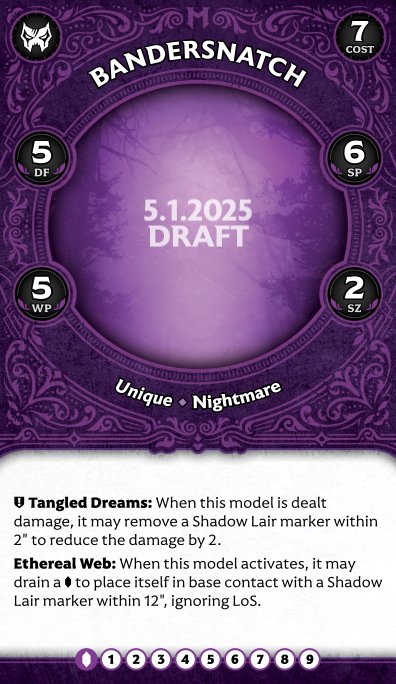 BANDERSNATCH
7
COST
5
DF
6
SP
5.1.2025
DRAFT
5
WP
2
SZ
Unique ⬥ Nightmare
Tangled Dreams: When this model is dealt
damage, it may remove a Shadow Lair marker within
2" to reduce the damage by 2.
Ethereal Web: When this model activates, it may
drain a to place itself in base contact with a Shadow
Lair marker within 12", ignoring LoS.
1 2 3 4 5 6 7 8 9